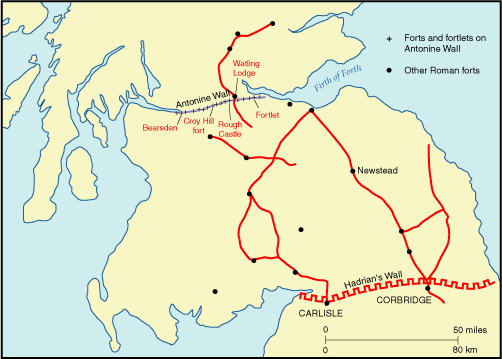 Forts and fortlets on
Antonine Wall
Other Roman forts
Watling
Lodge
Firth of Forth
Antonine Wall
Bearsden
Croy Hill
fort
Rough
Castle
Fortlet
Newstead
Hadrian's Wall
CARLISLE
CORBRIDGE
0
50 miles
0
80 km